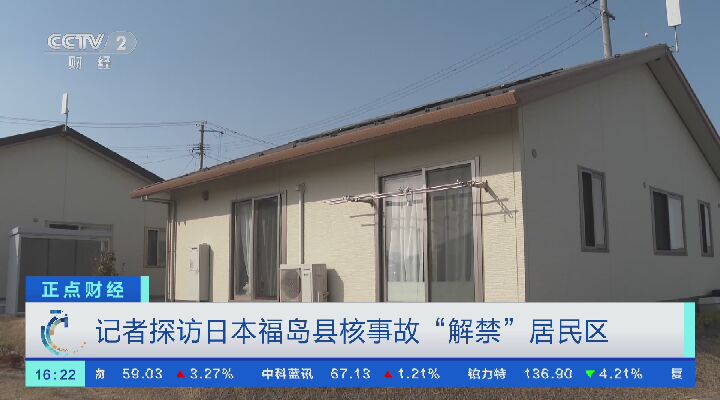 CCTV 2
财经
正点财经
记者探访日本福岛县核事故“解禁”居民区
16:22 59.03 ▲ 3.27% 中科蓝讯 67.13 ▲ 1.21% 铂力特 136.90 ▼ 4.21% 夏